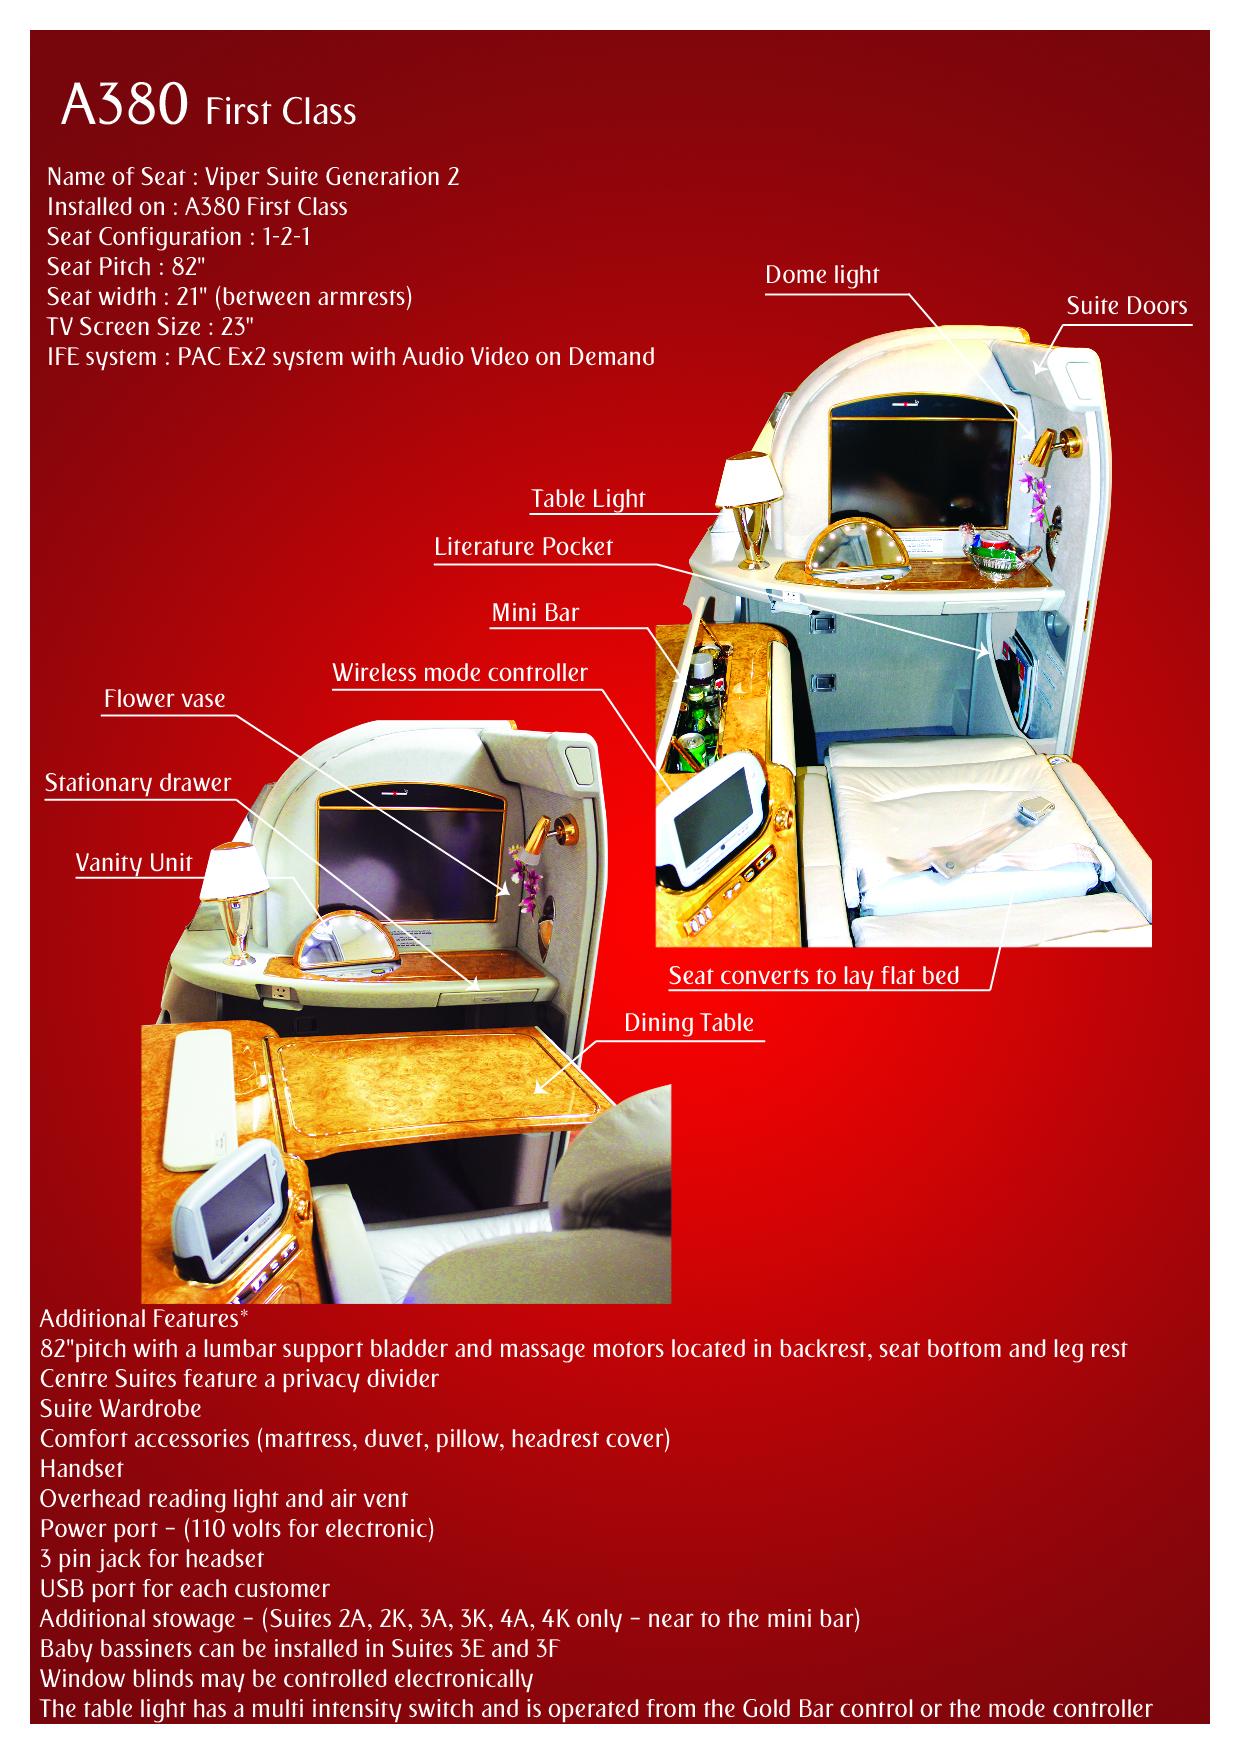 A380 First Class
Name of Seat : Viper Suite Generation 2
Installed on : A380 First Class
Seat Configuration : 1-2-1
Seat Pitch : 82"
Seat width : 21" (between armrests)
TV Screen Size : 23"
IFE system : PAC Ex2 system with Audio Video on Demand
Dome light
Suite Doors
Table Light
Literature Pocket
Mini Bar
Wireless mode controller
Flower vase
Stationary drawer
Vanity Unit
Seat converts to lay flat bed
Dining Table
Additional Features*
82"pitch with a lumbar support bladder and massage motors located in backrest, seat bottom and leg rest
Centre Suites feature a privacy divider
Suite Wardrobe
Comfort accessories (mattress, duvet, pillow, headrest cover)
Handset
Overhead reading light and air vent
Power port – (110 volts for electronic)
3 pin jack for headset
USB port for each customer
Additional stowage – (Suites 2A, 2K, 3A, 3K, 4A, 4K only – near to the mini bar)
Baby bassinets can be installed in Suites 3E and 3F
Window blinds may be controlled electronically
The table light has a multi intensity switch and is operated from the Gold Bar control or the mode controller